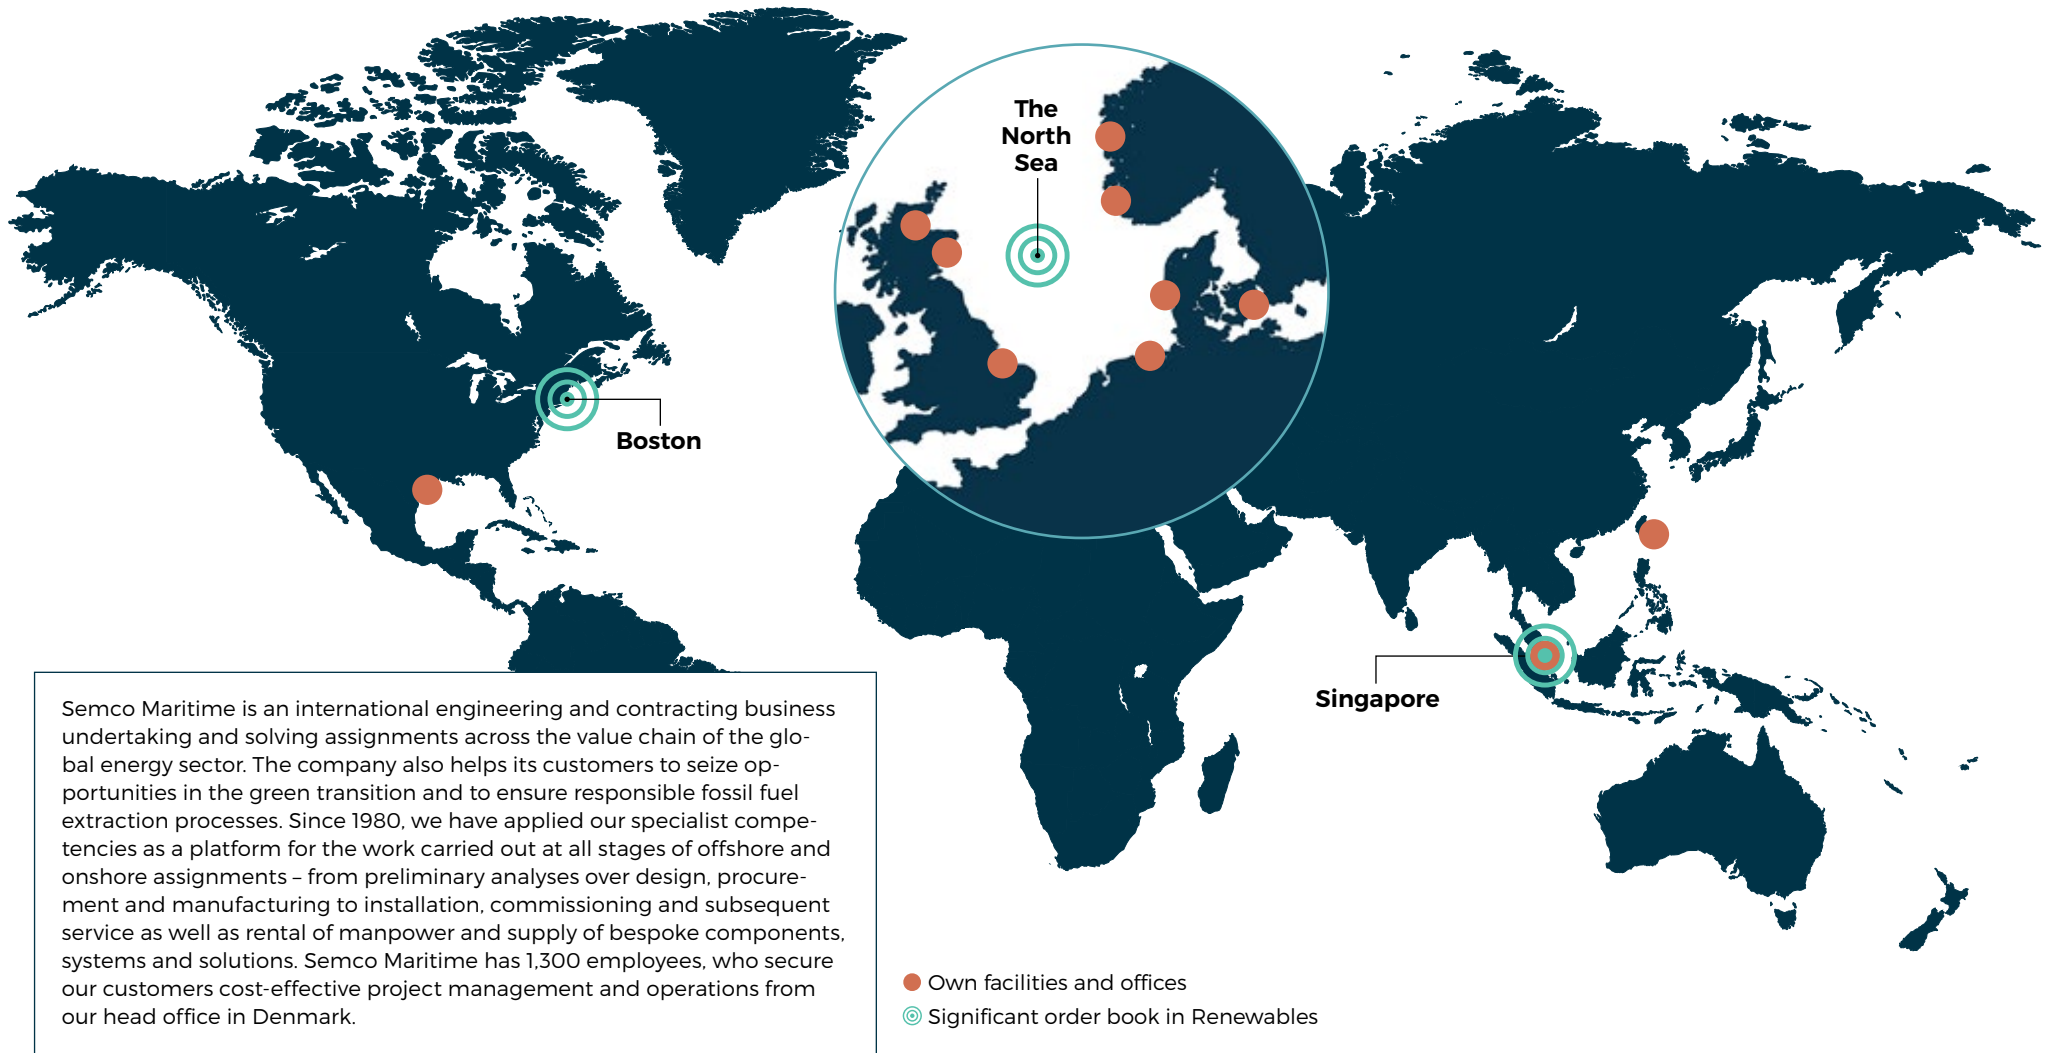 The
North
Sea
Boston
Singapore
Semco Maritime is an international engineering and contracting business
undertaking and solving assignments across the value chain of the glo-
bal energy sector. The company also helps its customers to seize op-
portunities in the green transition and to ensure responsible fossil fuel
extraction processes. Since 1980, we have applied our specialist compe-
tencies as a platform for the work carried out at all stages of offshore and
onshore assignments – from preliminary analyses over design, procure-
ment and manufacturing to installation, commissioning and subsequent
service as well as rental of manpower and supply of bespoke components,
systems and solutions. Semco Maritime has 1,300 employees, who secure
our customers cost-effective project management and operations from
our head office in Denmark.
Own facilities and offices
Significant order book in Renewables